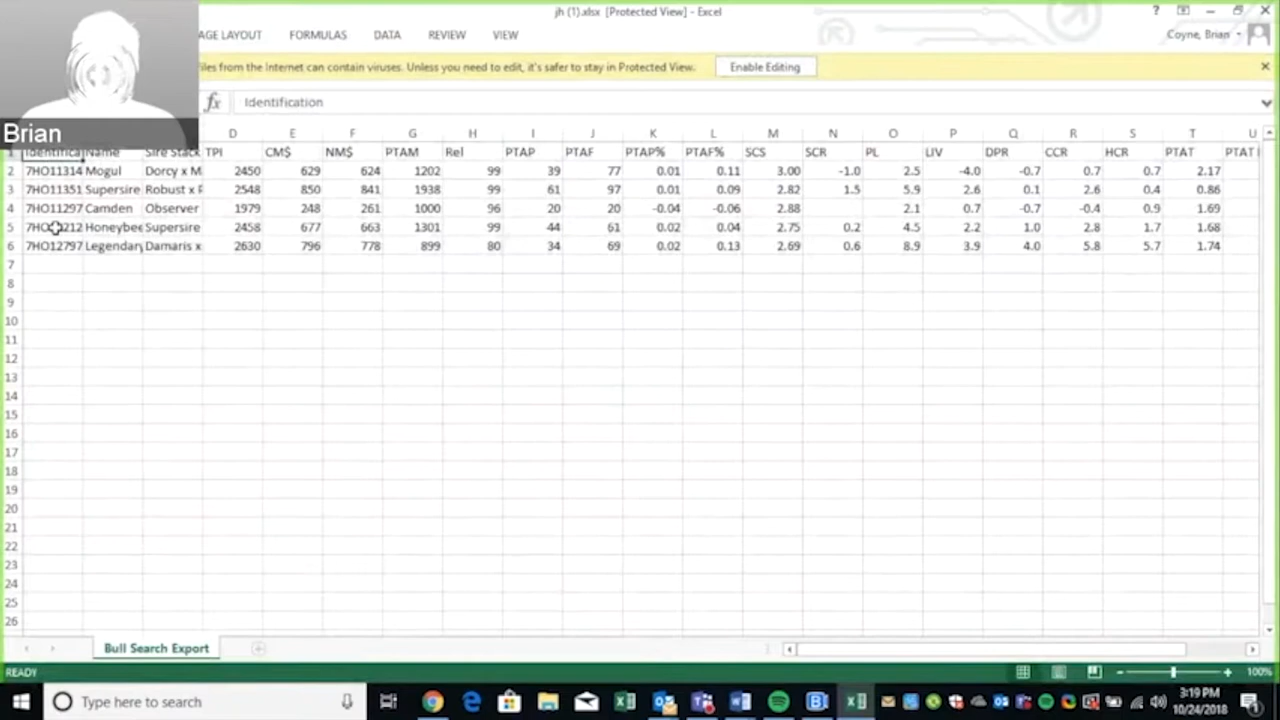 jh (1).xlsx [Protected View] - Excel
AGE LAYOUT FORMULAS DATA REVIEW VIEW Coyne, Brian
files from the Internet can contain viruses. Unless you need to edit, it's safer to stay in Protected View. Enable Editing
fx Identification
Brian
D E F G H I J K L M N O P Q R S T U
1 Identifica Name Sire Stack TPI CM$ NM$ PTAM Rel PTAP PTAF PTAP% PTAF% SCS SCR PL LIV DPR CCR HCR PTAT PTAT
2 7HO11314 Mogul Dorcy x M 2450 629 624 1202 99 39 77 0.01 0.11 3.00 -1.0 2.5 -4.0 -0.7 0.7 0.7 2.17
3 7HO11351 Supersire Robust x P 2548 850 841 1938 99 61 97 0.01 0.09 2.82 1.5 5.9 2.6 0.1 2.6 0.4 0.86
4 7HO11297 Camden Observer 1979 248 261 1000 96 20 20 -0.04 -0.06 2.88 2.1 0.7 -0.7 -0.4 0.9 1.69
5 Honeybee Supersire 2458 677 663 1301 99 44 61 0.02 0.04 2.75 0.2 4.5 2.2 1.0 2.8 1.7 1.68
6 7HO12797 Legendary Damaris x 2630 796 778 899 80 34 69 0.02 0.13 2.69 0.6 8.9 3.9 4.0 5.8 5.7 1.74
7
8
9
10
11
12
13
14
15
16
17
18
19
20
21
22
23
24
25
26
Bull Search Export
READY 100%
Type here to search 3:19 PM
10/24/2018